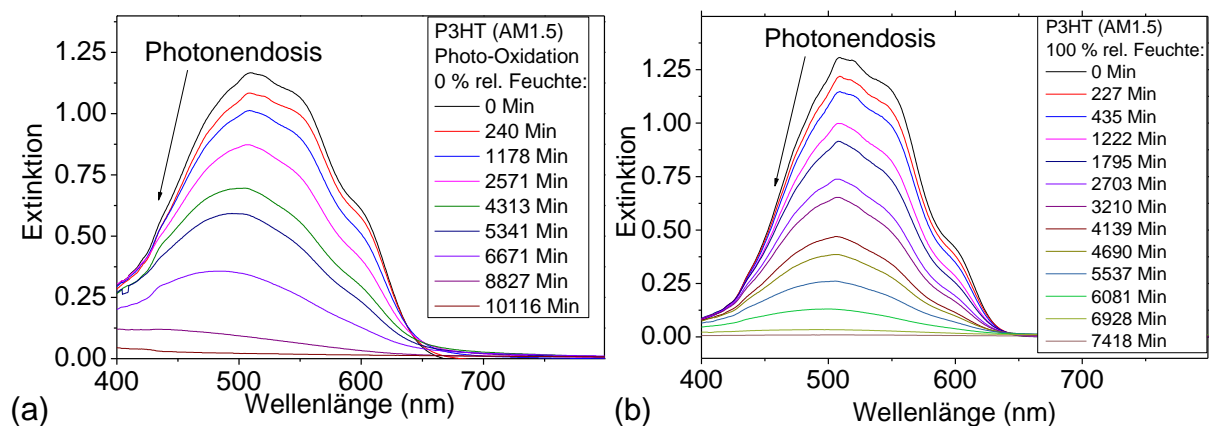 (a)
Extinktion
1.25
1.00
0.75
0.50
0.25
0.00
400
500
600
700
Wellenlänge (nm)
Photonendosis
P3HT (AM1.5)
Photo-Oxidation
0 % rel. Feuchte:
0 Min
240 Min
1178 Min
2571 Min
4313 Min
5341 Min
6671 Min
8827 Min
10116 Min
(b)
Extinktion
1.25
1.00
0.75
0.50
0.25
0.00
400
500
600
700
Wellenlänge (nm)
Photonendosis
P3HT (AM1.5)
100 % rel. Feuchte:
0 Min
227 Min
435 Min
1222 Min
1795 Min
2703 Min
3210 Min
4139 Min
4690 Min
5537 Min
6081 Min
6928 Min
7418 Min